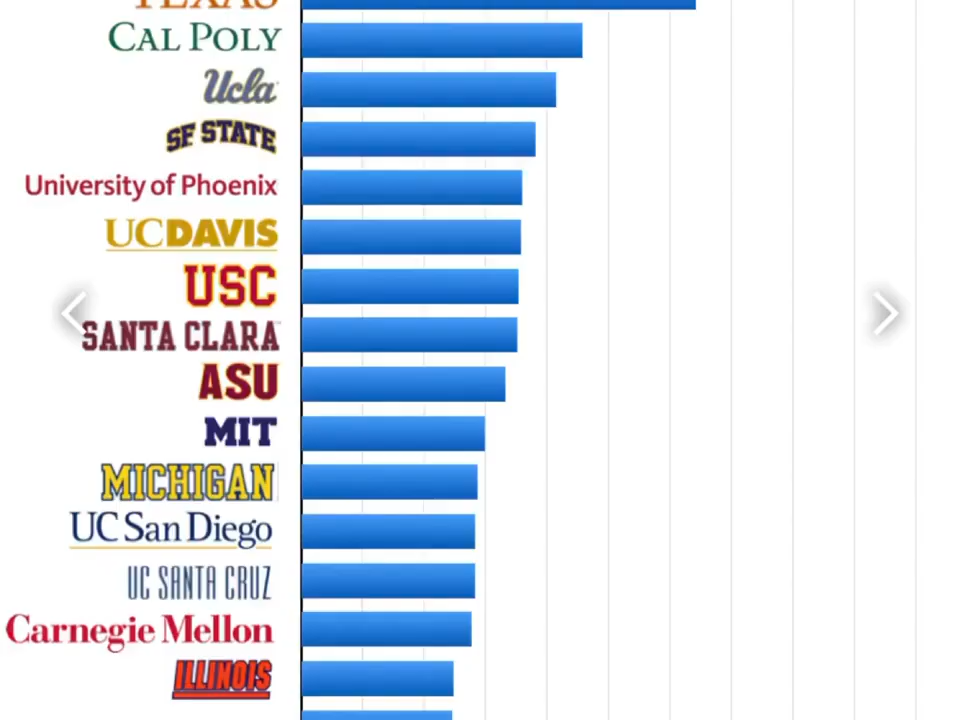 TEXAS
CAL POLY
Ucla
SF STATE
University of Phoenix
UCDAVIS
USC
SANTA CLARA
ASU
MIT
MICHIGAN
UC San Diego
UC SANTA CRUZ
Carnegie Mellon
ILLINOIS